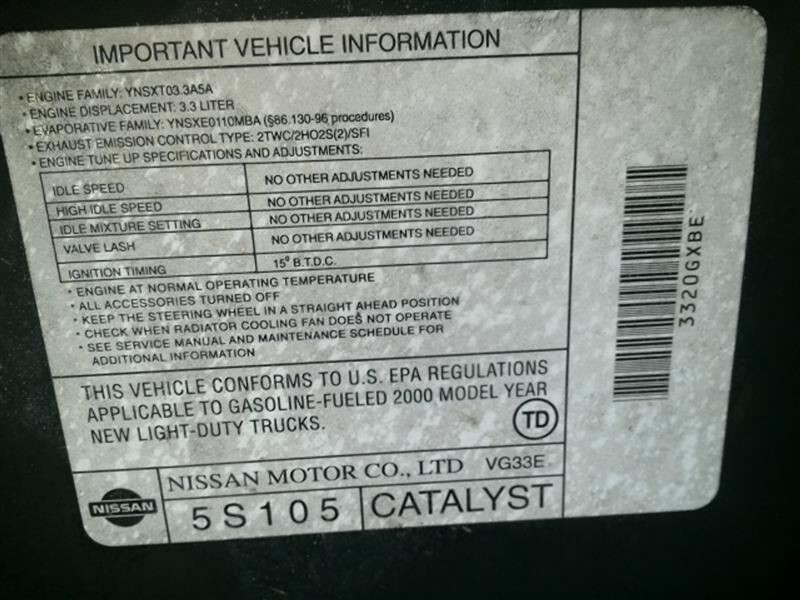 IMPORTANT VEHICLE INFORMATION
• ENGINE FAMILY: YNSXT03.3A5A
• ENGINE DISPLACEMENT: 3.3 LITER
• EVAPORATIVE FAMILY: YNSXE0110MBA (§86.130-96 procedures)
• EXHAUST EMISSION CONTROL TYPE: 2TWC/2HO2S(2)/SFI
• ENGINE TUNE UP SPECIFICATIONS AND ADJUSTMENTS:
IDLE SPEED NO OTHER ADJUSTMENTS NEEDED
HIGH IDLE SPEED NO OTHER ADJUSTMENTS NEEDED
IDLE MIXTURE SETTING NO OTHER ADJUSTMENTS NEEDED
VALVE LASH NO OTHER ADJUSTMENTS NEEDED
IGNITION TIMING 15° B.T.D.C.
• ENGINE AT NORMAL OPERATING TEMPERATURE
• ALL ACCESSORIES TURNED OFF
• KEEP THE STEERING WHEEL IN A STRAIGHT AHEAD POSITION
• CHECK WHEN RADIATOR COOLING FAN DOES NOT OPERATE
• SEE SERVICE MANUAL AND MAINTENANCE SCHEDULE FOR
ADDITIONAL INFORMATION
THIS VEHICLE CONFORMS TO U.S. EPA REGULATIONS
APPLICABLE TO GASOLINE-FUELED 2000 MODEL YEAR
NEW LIGHT-DUTY TRUCKS.
TD
NISSAN
NISSAN MOTOR CO., LTD VG33E
5S105 CATALYST
3320GXBE